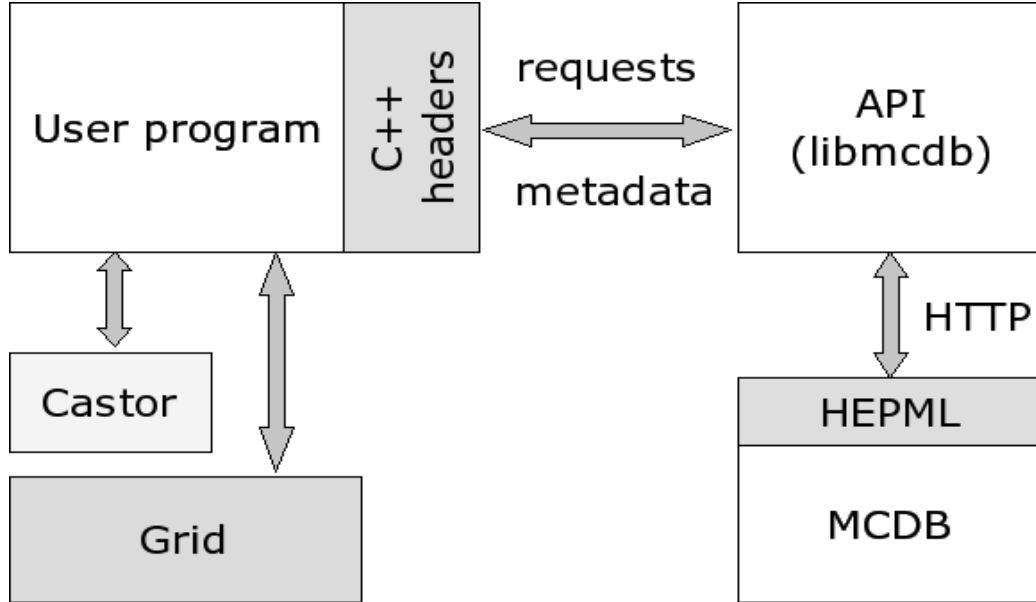 User program
C++
headers
requests
metadata
API
(libmcdb)
HTTP
Castor
HEPML
Grid
MCDB